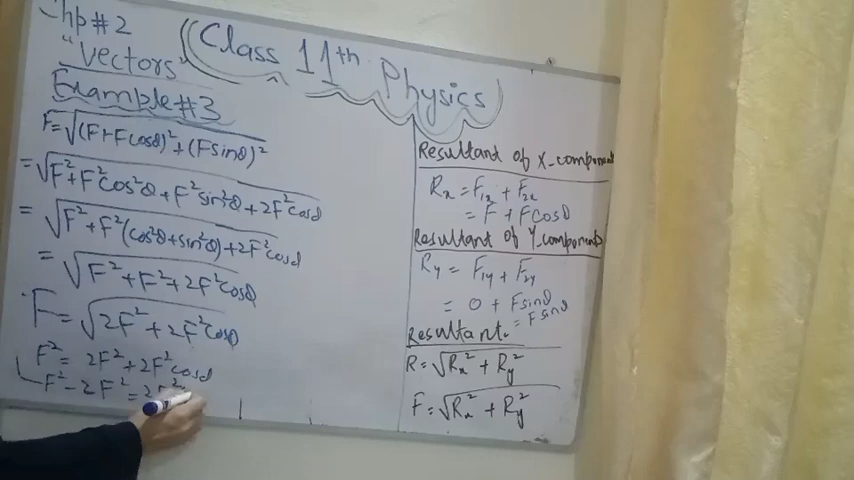 Chp#2
"Vectors"
Class 11th Physics
Example#3
F=√(F+Fcosθ)²+(Fsinθ)²
=√F²+F²cos²θ+F²sin²θ+2F²cosθ
=√F²+F²(cos²θ+sin²θ)+2F²cosθ
=√F²+F²+2F²cosθ
F=√2F²+2F²cosθ
F²=2F²+2F²cosθ
F²-2F²=2F²
Resultant of X-components
Rx=F1x+F2x
=F+Fcosθ
Resultant of Y-components
Ry=F1y+F2y
=0+Fsinθ
=Fsinθ
Resultant.
R=√Rx²+Ry²
F=√Rx²+Ry²